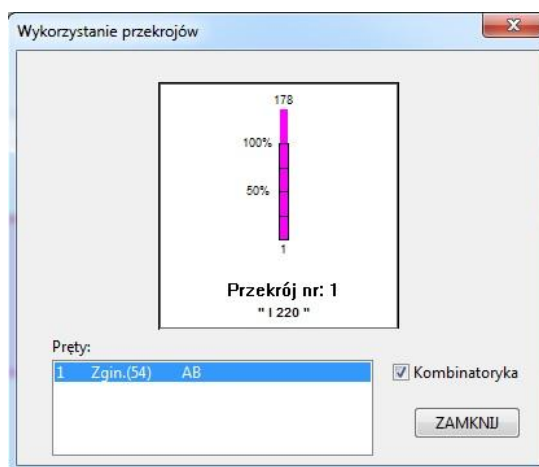 Wykorzystanie przekrojów
178
100%
50%
1
Przekrój nr: 1
" I 220 "
Pręty:
1 Zgin.(54) AB
Kombinatoryka
ZAMKNIJ